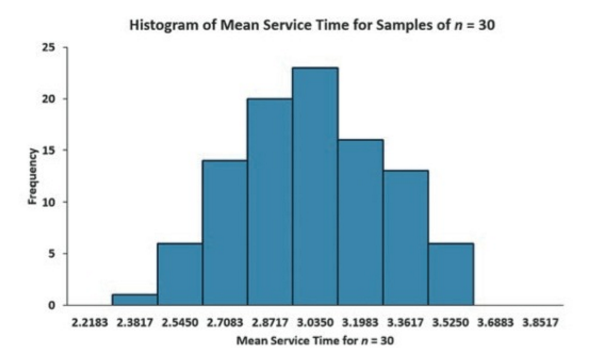 Histogram of Mean Service Time for Samples of n = 30
25
20
15
10
5
0
Frequency
2.2183 2.3817 2.5450 2.7083 2.8717 3.0350 3.1983 3.3617 3.5250 3.6883 3.8517
Mean Service Time for n = 30